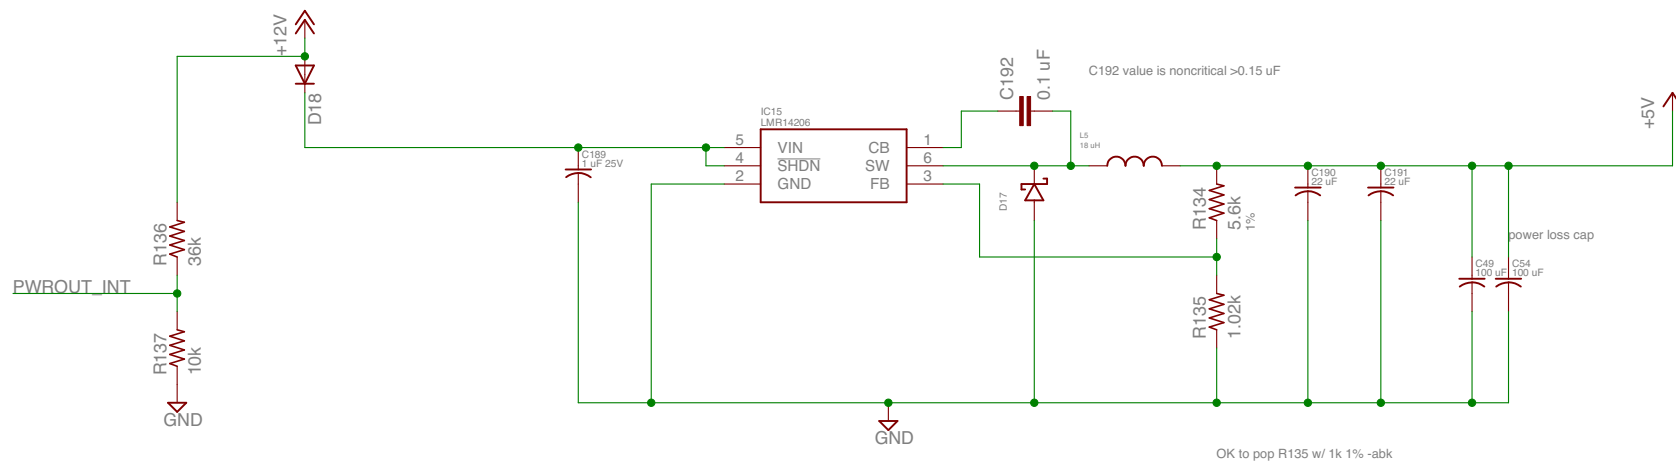 +12V
D18
C192
0.1 uF
C192 value is noncritical >0.15 uF
+5V
IC15
LMR14206
5 VIN CB 1
4 SHDN SW 6
2 GND FB 3
C189
1 uF 25V
L5
18 uH
D17
R134
5.6k
1%
C190
22 uF
C191
22 uF
R136
36k
power loss cap
C49
100 uF
C54
100 uF
PWROUT_INT
R135
1.02k
R137
10k
GND
GND
OK to pop R135 w/ 1k 1% -abk